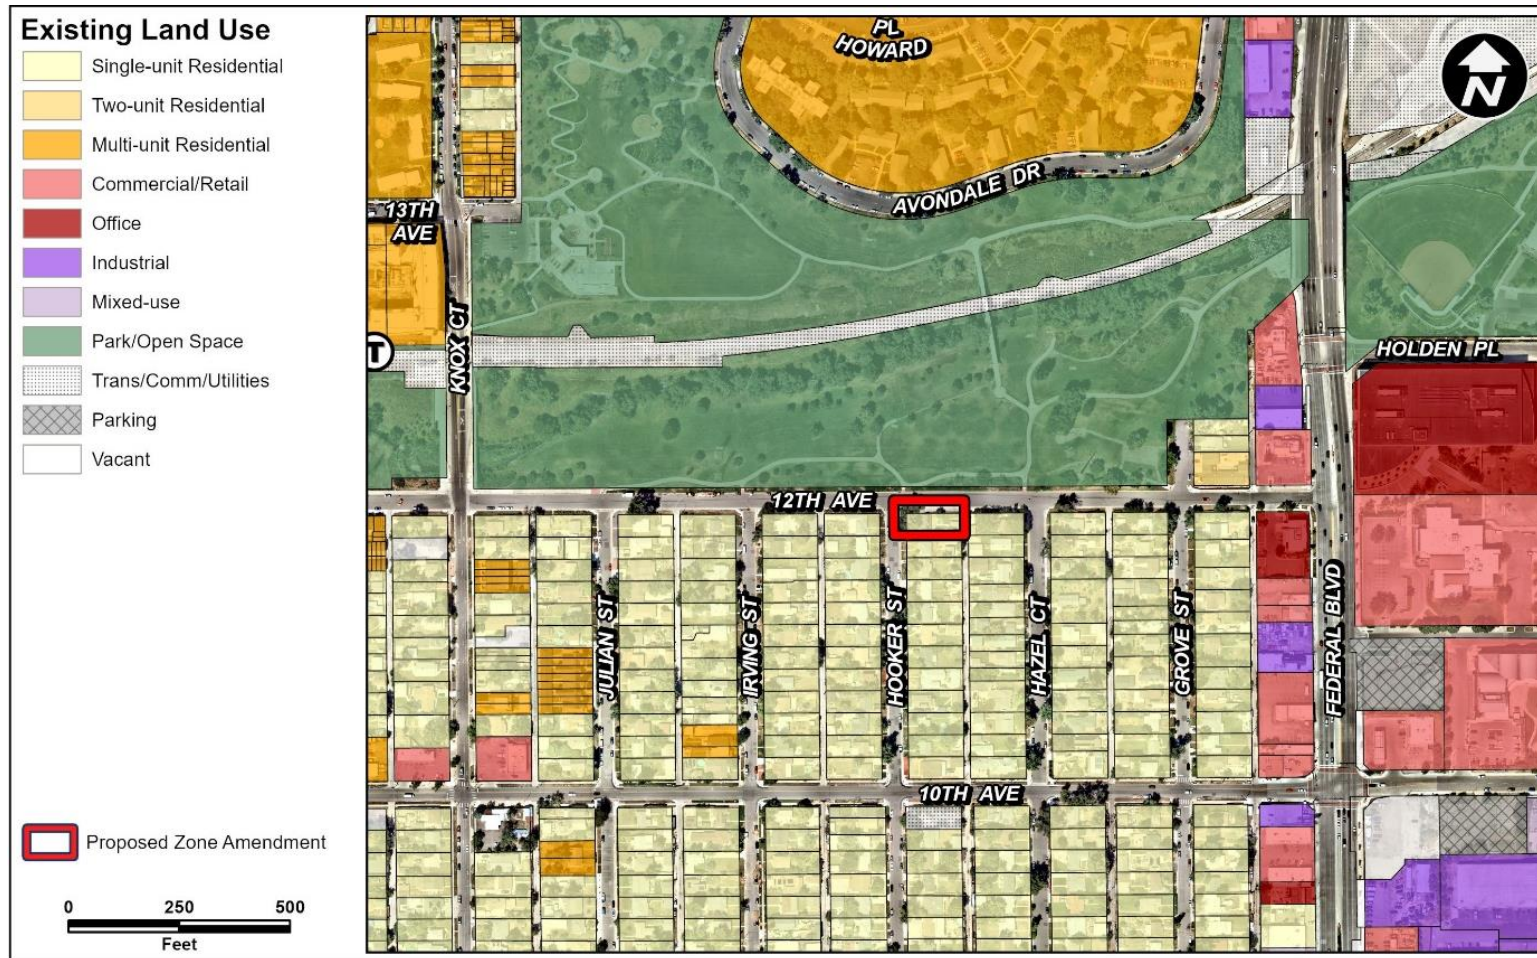 Existing Land Use
Single-unit Residential
Two-unit Residential
Multi-unit Residential
Commercial/Retail
Office
Industrial
Mixed-use
Park/Open Space
Trans/Comm/Utilities
Parking
Vacant
Proposed Zone Amendment
0 250 500
Feet
PL
HOWARD
N
AVONDALE DR
13TH
AVE
KNOX CT
T
HOLDEN PL
12TH AVE
JULIAN ST
IRVING ST
HOOKER ST
HAZEL CT
GROVE ST
FEDERAL BLVD
10TH AVE